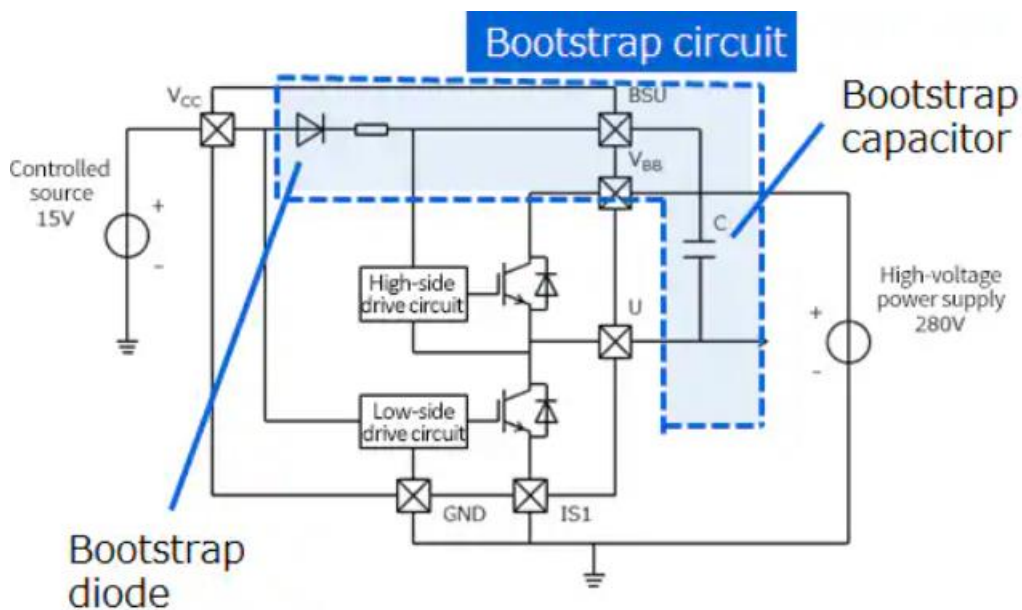 Bootstrap circuit
VCC
BSU
Bootstrap
capacitor
Controlled
source
15V
+
-
VBB
C
High-side
drive circuit
U
High-voltage
power supply
280V
+
-
Low-side
drive circuit
GND
IS1
Bootstrap
diode